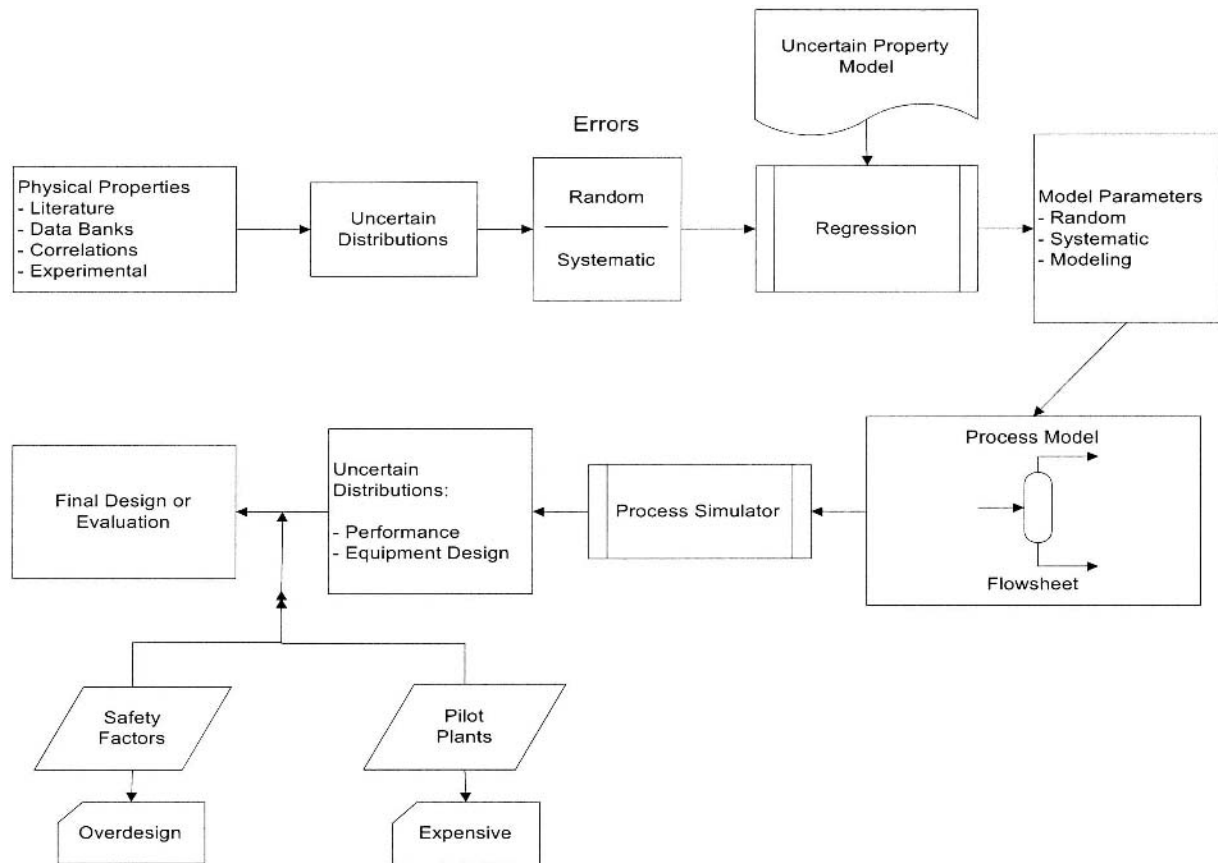 Uncertain Property
Model
Errors
Physical Properties
- Literature
- Data Banks
- Correlations
- Experimental
Uncertain
Distributions
Random
Systematic
Regression
Model Parameters
- Random
- Systematic
- Modeling
Process Model
Flowsheet
Process Simulator
Uncertain
Distributions:
- Performance
- Equipment Design
Final Design or
Evaluation
Safety
Factors
Pilot
Plants
Overdesign
Expensive